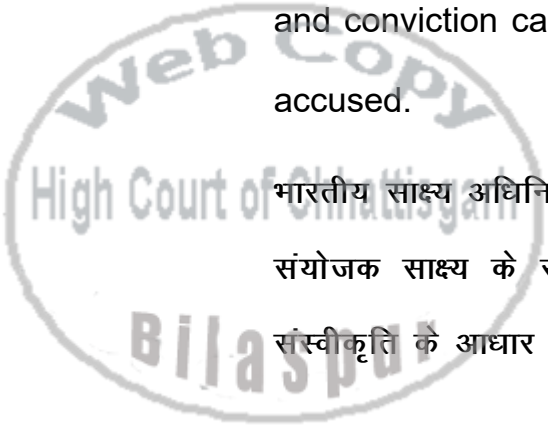 and conviction ca
accused.
Web Copy
High Court of Chhattisgarh
Bilaspur
भारतीय साक्ष्य अधिनि
संयोजक साक्ष्य के
संस्वीकृति के आधार